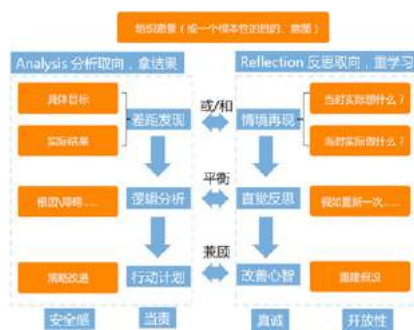 组织质量（或一个根本性的目的、意图）
Analysis 分析取向，拿结果
Reflection 反思取向，重学习
具体目标
实际结果
差距发现
或/和
情境再现
当时实际想什么？
当时实际做什么？
根因\障碍……
逻辑分析
平衡
直觉反思
假如重新一次……
策略改进
行动计划
兼顾
改善心智
重建假设
安全感
当责
真诚
开放性